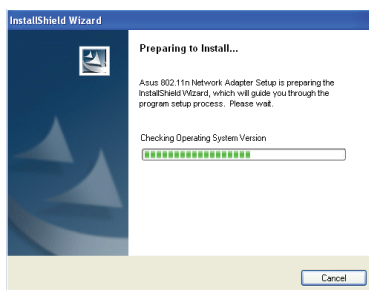 InstallShield Wizard
Preparing to Install...
Asus 802.11n Network Adapter Setup is preparing the
InstallShield Wizard, which will guide you through the
program setup process. Please wait.
Checking Operating System Version
Cancel